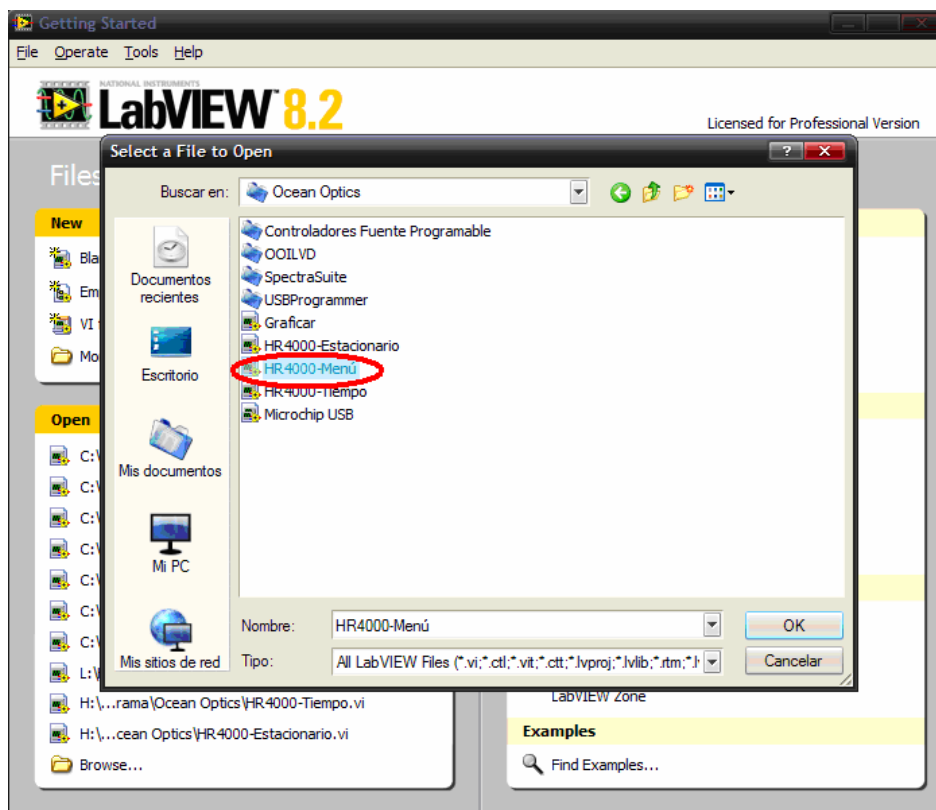 Getting Started
File Operate Tools Help
NATIONAL INSTRUMENTS
LabVIEW 8.2
Licensed for Professional Version
Select a File to Open
Files
Buscar en: Ocean Optics
New
Bla
Em
VI
Mo
Open
C:\
C:\
C:\
C:\
C:\
C:\
C:\
L:\
Documentos recientes
Escritorio
Mis documentos
Mi PC
Mis sitios de red
Controladores Fuente Programable
OOILVD
SpectraSuite
USBProgrammer
Graficar
HR4000-Estacionario
HR4000-Menú
HR4000-Tiempo
Microchip USB
Nombre: HR4000-Menú OK
Tipo: All LabVIEW Files (*.vi;*.ctl;*.vit;*.ctt;*.lvproj;*.lvlib;*.rtm;*.l Cancelar
H:\...rama\Ocean Optics\HR4000-Tiempo.vi
H:\...cean Optics\HR4000-Estacionario.vi
Browse...
LabVIEW Zone
Examples
Find Examples...